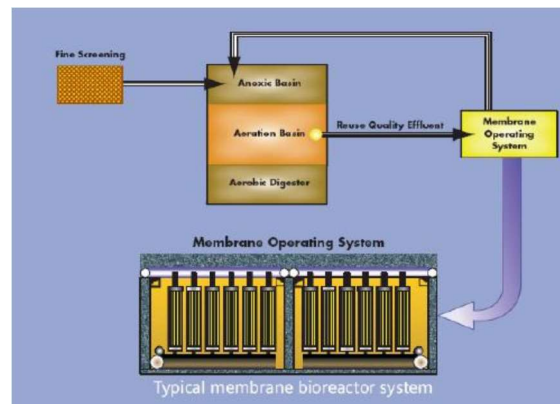 Fine Screening
Anoxic Basin
Aeration Basin
Reuse Quality Effluent
Membrane
Operating
System
Aerobic Digester
Membrane Operating System
Typical membrane bioreactor system